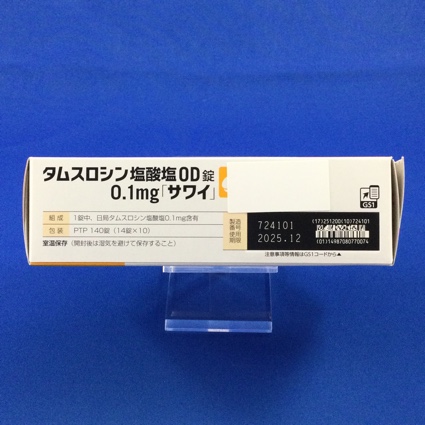 タムスロシン塩酸塩OD錠
0.1mg「サワイ」
組成 1錠中、日局タムスロシン塩酸塩0.1mg含有
包装 PTP 140錠（14錠×10）
室温保存（開封後は湿気を避けて保存すること）
GS1
製造番号 724101
使用期限 2025.12
(17)251200(10)724101
(01)14987080770074
注意事項等情報はGS1コードから▲